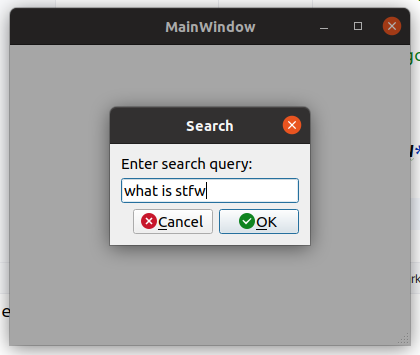 MainWindow
Search
Enter search query:
what is stfw
Cancel
OK